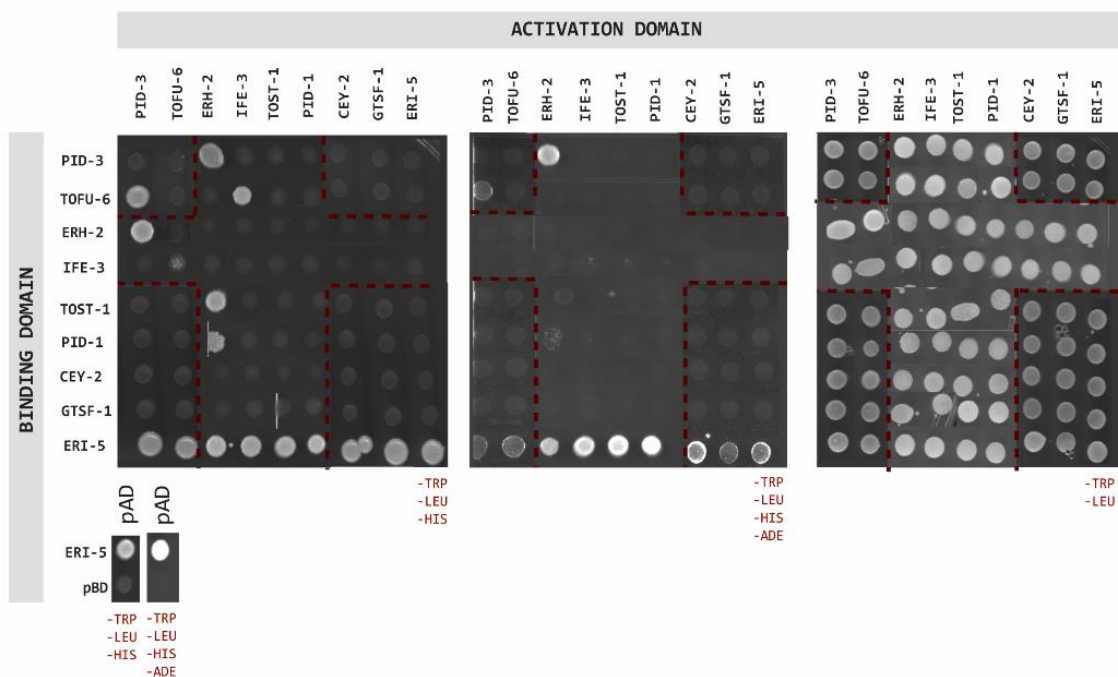 ACTIVATION DOMAIN
PID-3 TOFU-6 ERH-2 IFE-3 TOST-1 PID-1 CEY-2 GTSF-1 ERI-5
PID-3 TOFU-6 ERH-2 IFE-3 TOST-1 PID-1 CEY-2 GTSF-1 ERI-5
PID-3 TOFU-6 ERH-2 IFE-3 TOST-1 PID-1 CEY-2 GTSF-1 ERI-5
BINDING DOMAIN
PID-3
TOFU-6
ERH-2
IFE-3
TOST-1
PID-1
CEY-2
GTSF-1
ERI-5
-TRP
-LEU
-HIS
-TRP
-LEU
-HIS
-ADE
-TRP
-LEU
pAD pAD
ERI-5
pBD
-TRP
-LEU
-HIS
-TRP
-LEU
-HIS
-ADE